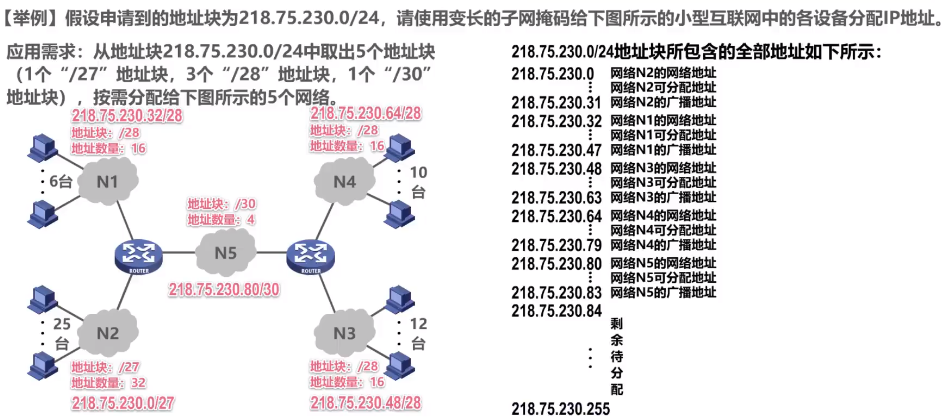 【举例】假设申请到的地址块为218.75.230.0/24，请使用变长的子网掩码给下图所示的小型互联网中的各设备分配IP地址。
应用需求：从地址块218.75.230.0/24中取出5个地址块
（1个“/27”地址块，3个“/28”地址块，1个“/30”
地址块），按需分配给下图所示的5个网络。
218.75.230.32/28
地址块：/28
地址数量：16
N1
6台
218.75.230.64/28
地址块：/28
地址数量：16
N4
10
台
地址块：/30
地址数量：4
N5
ROUTER
ROUTER
218.75.230.80/30
25
台
N2
地址块：/27
地址数量：32
218.75.230.0/27
N3
12
台
地址块：/28
地址数量：16
218.75.230.48/28
218.75.230.0/24地址块所包含的全部地址如下所示：
218.75.230.0 网络N2的网络地址
网络N2可分配地址
218.75.230.31 网络N2的广播地址
218.75.230.32 网络N1的网络地址
网络N1可分配地址
218.75.230.47 网络N1的广播地址
218.75.230.48 网络N3的网络地址
网络N3可分配地址
218.75.230.63 网络N3的广播地址
218.75.230.64 网络N4的网络地址
网络N4可分配地址
218.75.230.79 网络N4的广播地址
218.75.230.80 网络N5的网络地址
网络N5可分配地址
218.75.230.83 网络N5的广播地址
218.75.230.84
剩
余
待
分
配
218.75.230.255